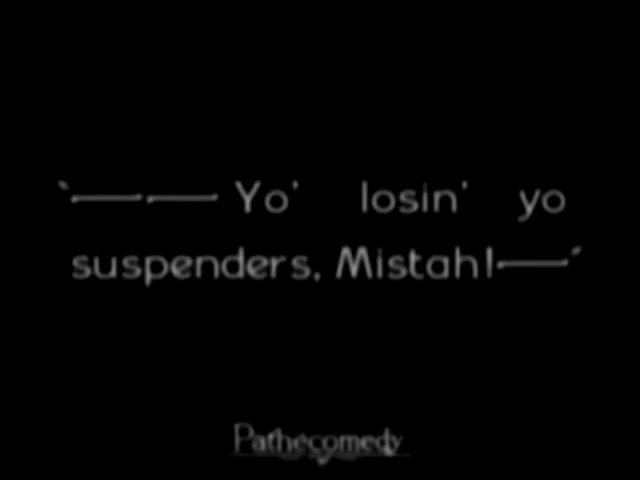 `—— —— Yo' losin' yo
suspenders, Mistah!——'
Pathecomedy